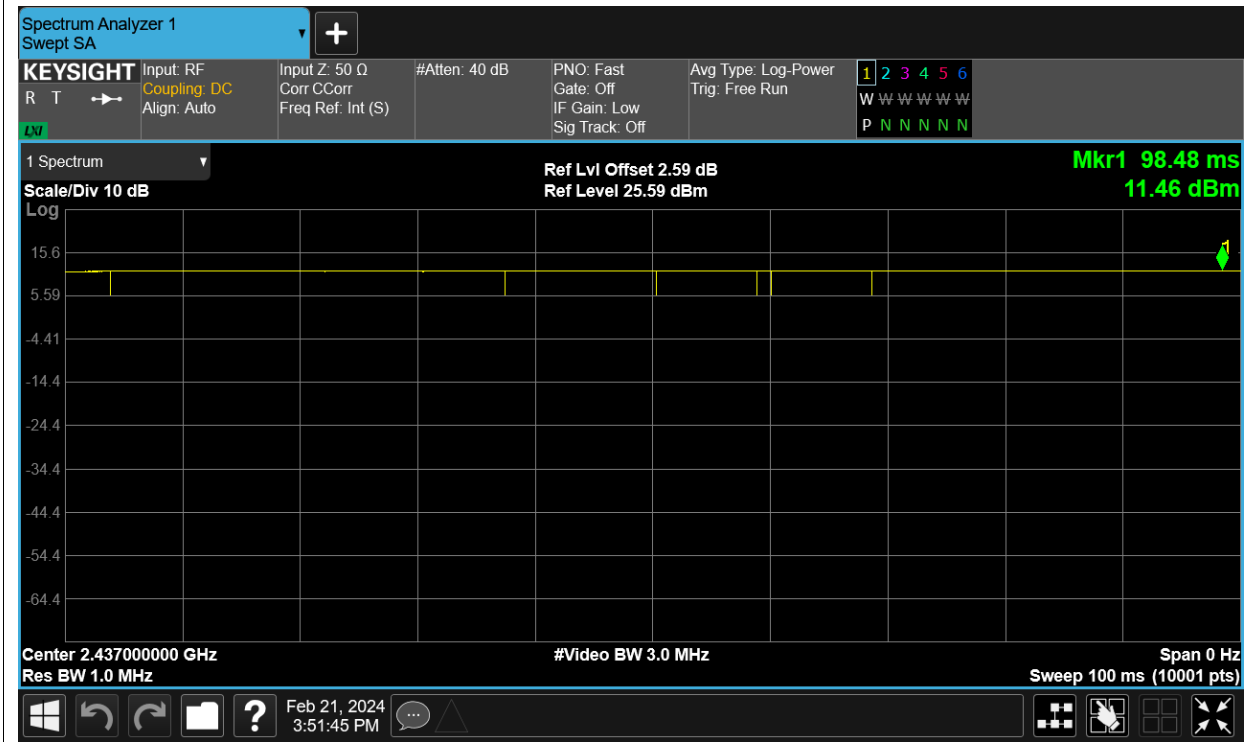 Spectrum Analyzer 1
Swept SA
+
KEYSIGHT
R T
LXI
Input: RF
Coupling: DC
Align: Auto
Input Z: 50 Ω
Corr CCorr
Freq Ref: Int (S)
#Atten: 40 dB
PNO: Fast
Gate: Off
IF Gain: Low
Sig Track: Off
Avg Type: Log-Power
Trig: Free Run
1 2 3 4 5 6
W W W W W W
P N N N N N
1 Spectrum
Scale/Div 10 dB
Log
Ref Lvl Offset 2.59 dB
Ref Level 25.59 dBm
Mkr1 98.48 ms
11.46 dBm
1
15.6
5.59
-4.41
-14.4
-24.4
-34.4
-44.4
-54.4
-64.4
Center 2.437000000 GHz
Res BW 1.0 MHz
#Video BW 3.0 MHz
Span 0 Hz
Sweep 100 ms (10001 pts)
?
Feb 21, 2024
3:51:45 PM